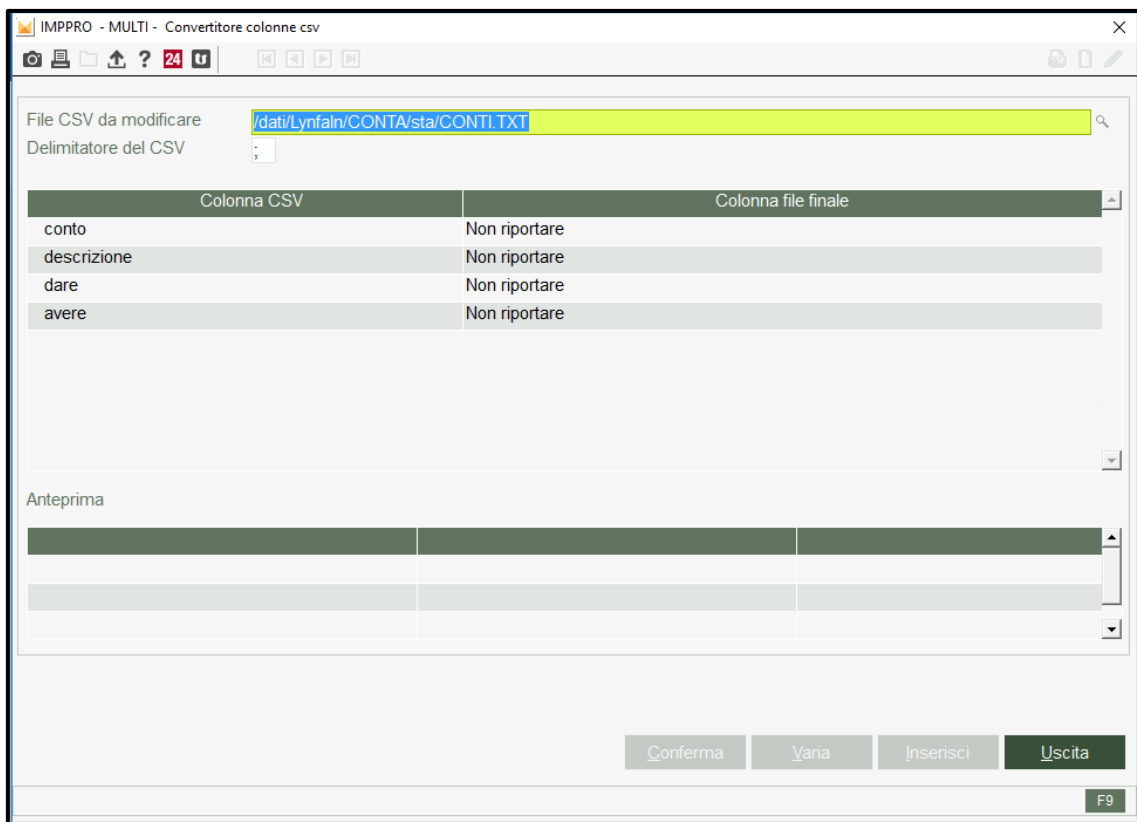 IMPPRO - MULTI - Convertitore colonne csv
? 24
File CSV da modificare /dati/Lynfaln/CONTA/sta/CONTI.TXT
Delimitatore del CSV ;
Colonna CSV Colonna file finale
conto Non riportare
descrizione Non riportare
dare Non riportare
avere Non riportare
Anteprima
Conferma Varia Inserisci Uscita
F9